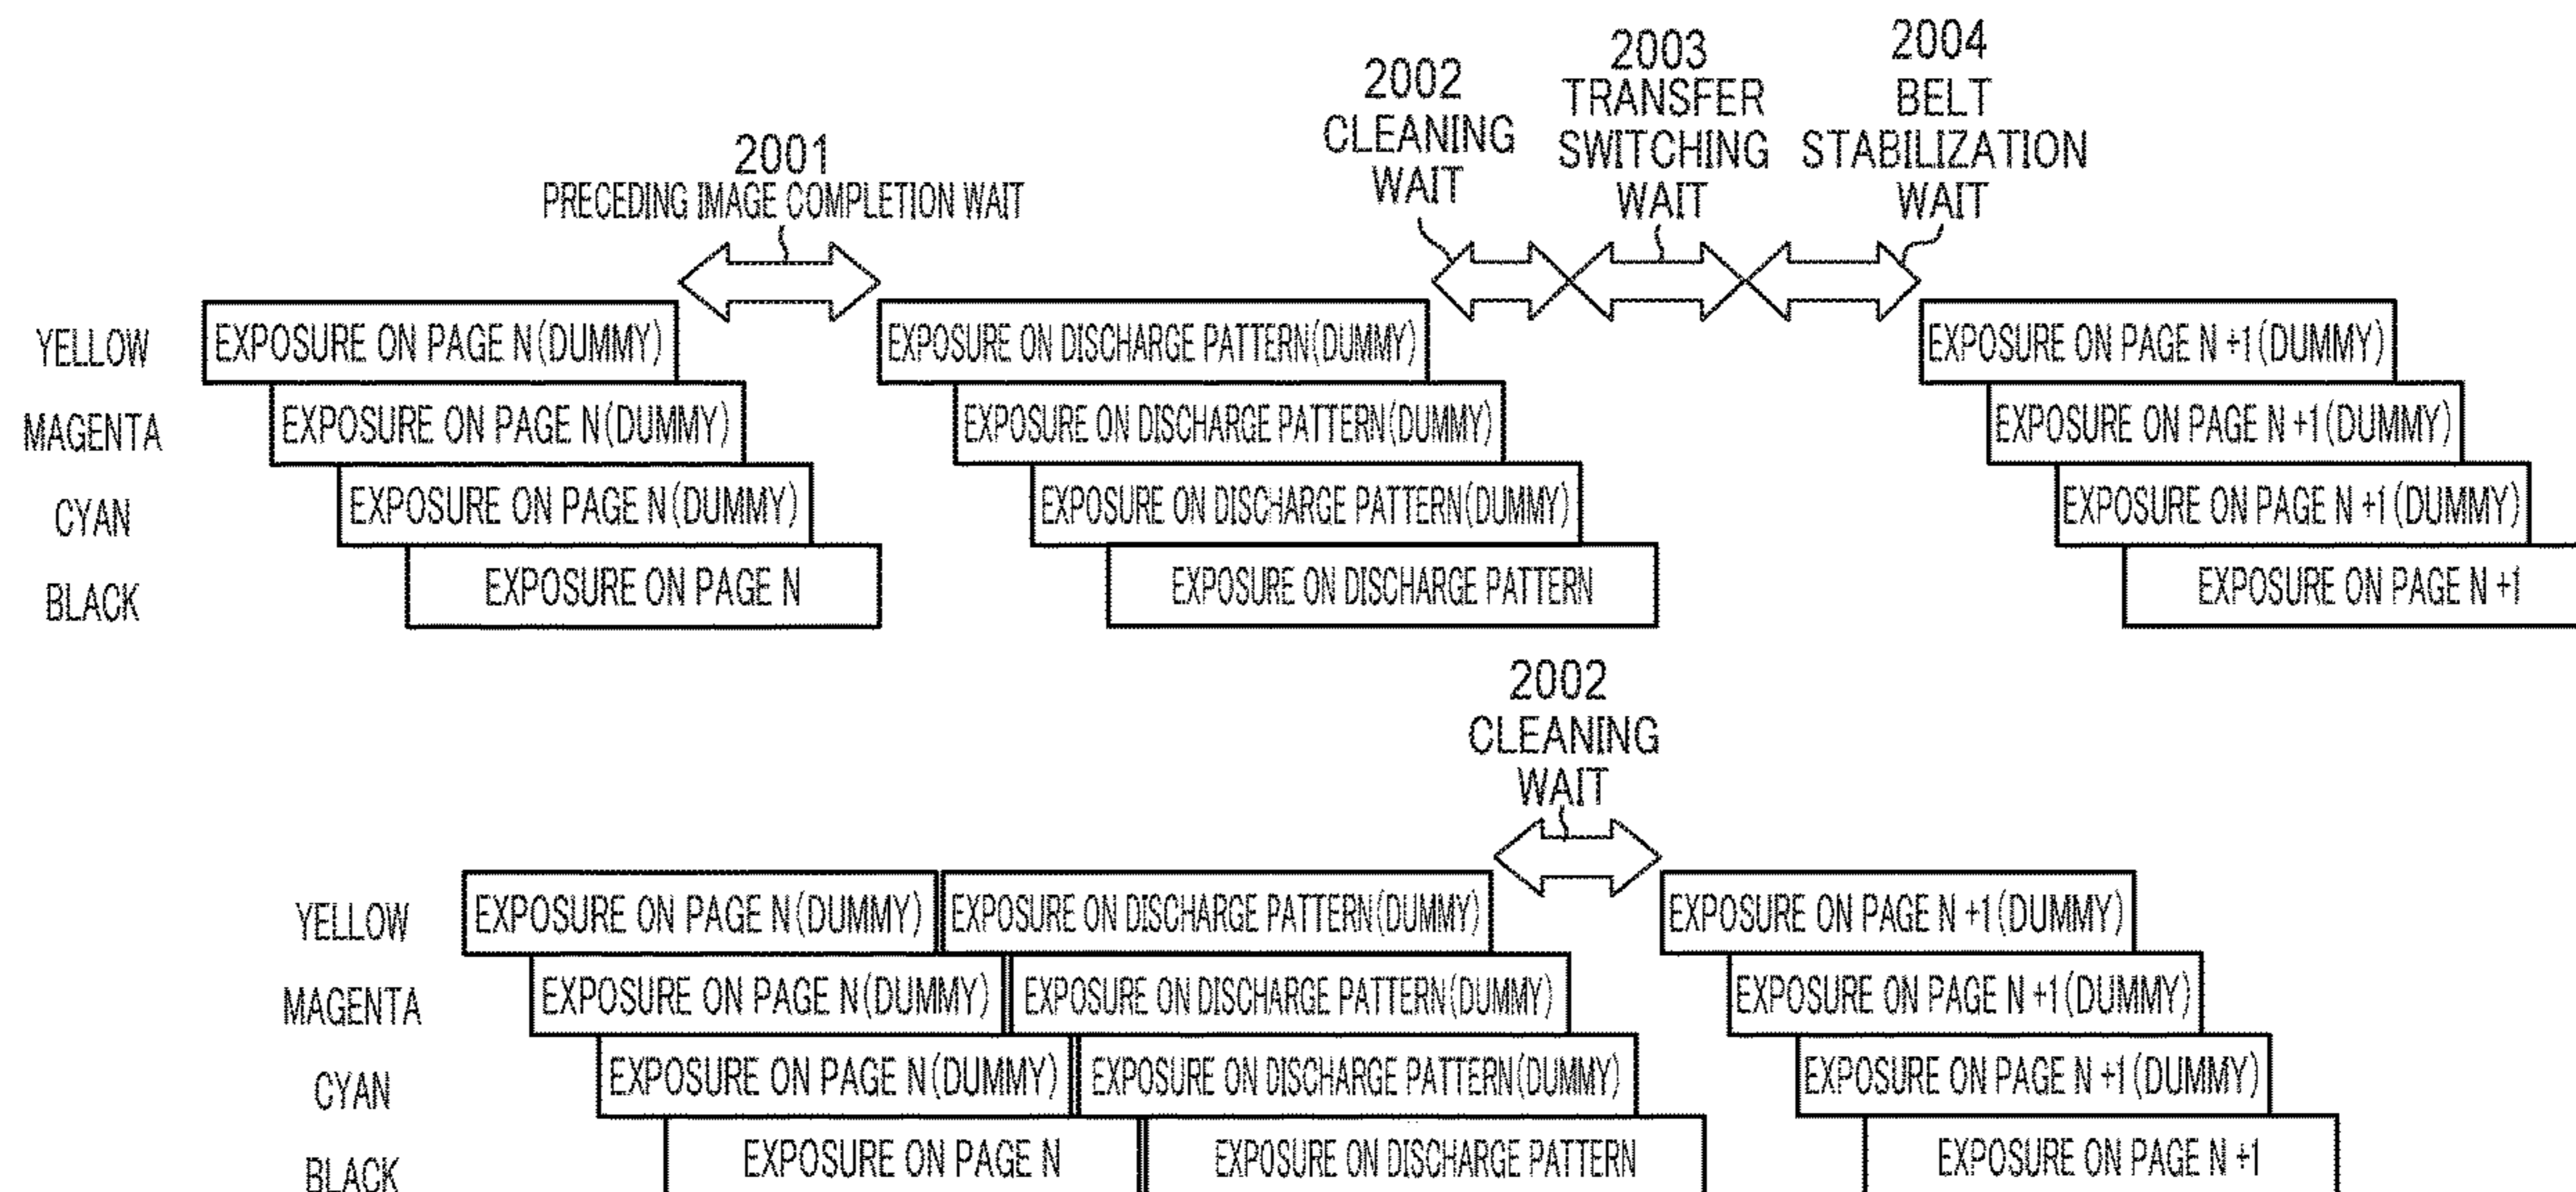 2001
PRECEDING IMAGE COMPLETION WAIT
2002
CLEANING
WAIT
2003
TRANSFER
SWITCHING
WAIT
2004
BELT
STABILIZATION
WAIT
YELLOW
EXPOSURE ON PAGE N(DUMMY)
EXPOSURE ON DISCHARGE PATTERN(DUMMY)
EXPOSURE ON PAGE N +1(DUMMY)
MAGENTA
EXPOSURE ON PAGE N(DUMMY)
EXPOSURE ON DISCHARGE PATTERN(DUMMY)
EXPOSURE ON PAGE N +1(DUMMY)
CYAN
EXPOSURE ON PAGE N(DUMMY)
EXPOSURE ON DISCHARGE PATTERN(DUMMY)
EXPOSURE ON PAGE N +1(DUMMY)
BLACK
EXPOSURE ON PAGE N
EXPOSURE ON DISCHARGE PATTERN
EXPOSURE ON PAGE N +1
2002
CLEANING
WAIT
YELLOW
EXPOSURE ON PAGE N(DUMMY)
EXPOSURE ON DISCHARGE PATTERN(DUMMY)
EXPOSURE ON PAGE N +1(DUMMY)
MAGENTA
EXPOSURE ON PAGE N(DUMMY)
EXPOSURE ON DISCHARGE PATTERN(DUMMY)
EXPOSURE ON PAGE N +1(DUMMY)
CYAN
EXPOSURE ON PAGE N(DUMMY)
EXPOSURE ON DISCHARGE PATTERN(DUMMY)
EXPOSURE ON PAGE N +1(DUMMY)
BLACK
EXPOSURE ON PAGE N
EXPOSURE ON DISCHARGE PATTERN
EXPOSURE ON PAGE N +1